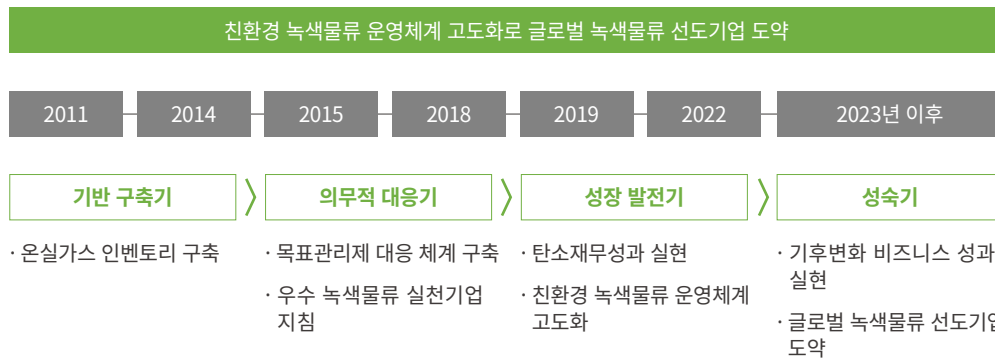 친환경 녹색물류 운영체계 고도화로 글로벌 녹색물류 선도기업 도약
2011
2014
2015
2018
2019
2022
2023년 이후
기반 구축기
의무적 대응기
성장 발전기
성숙기
· 온실가스 인벤토리 구축
· 목표관리제 대응 체계 구축
· 우수 녹색물류 실천기업
지침
· 탄소재무성과 실현
· 친환경 녹색물류 운영체계
고도화
· 기후변화 비즈니스 성과
실현
· 글로벌 녹색물류 선도기업
도약